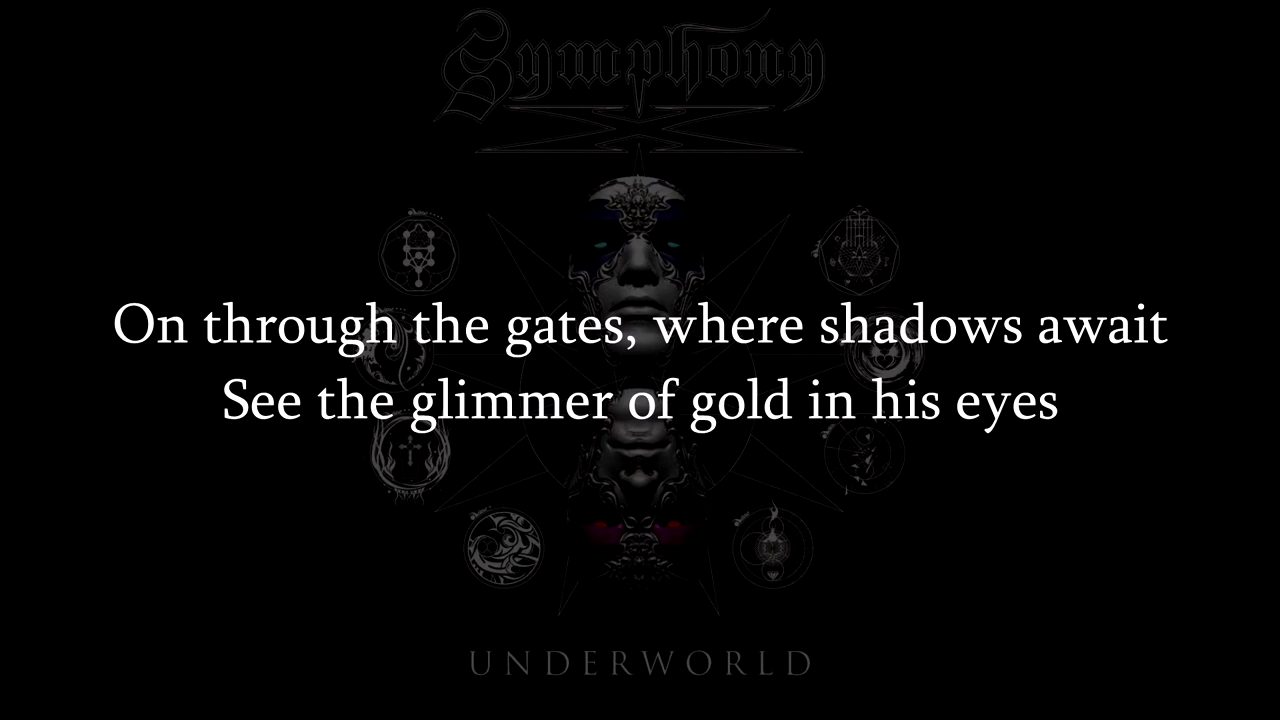 Symphony
X
On through the gates, where shadows await
See the glimmer of gold in his eyes
UNDERWORLD